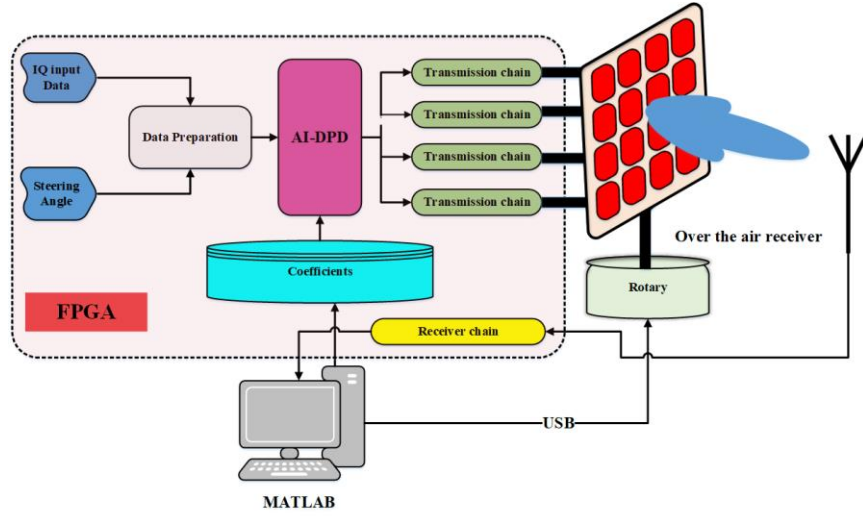 IQ input
Data
Data Preparation
Steering
Angle
AI-DPD
Transmission chain
Transmission chain
Transmission chain
Transmission chain
Over the air receiver
Coefficients
Rotary
FPGA
Receiver chain
USB
MATLAB